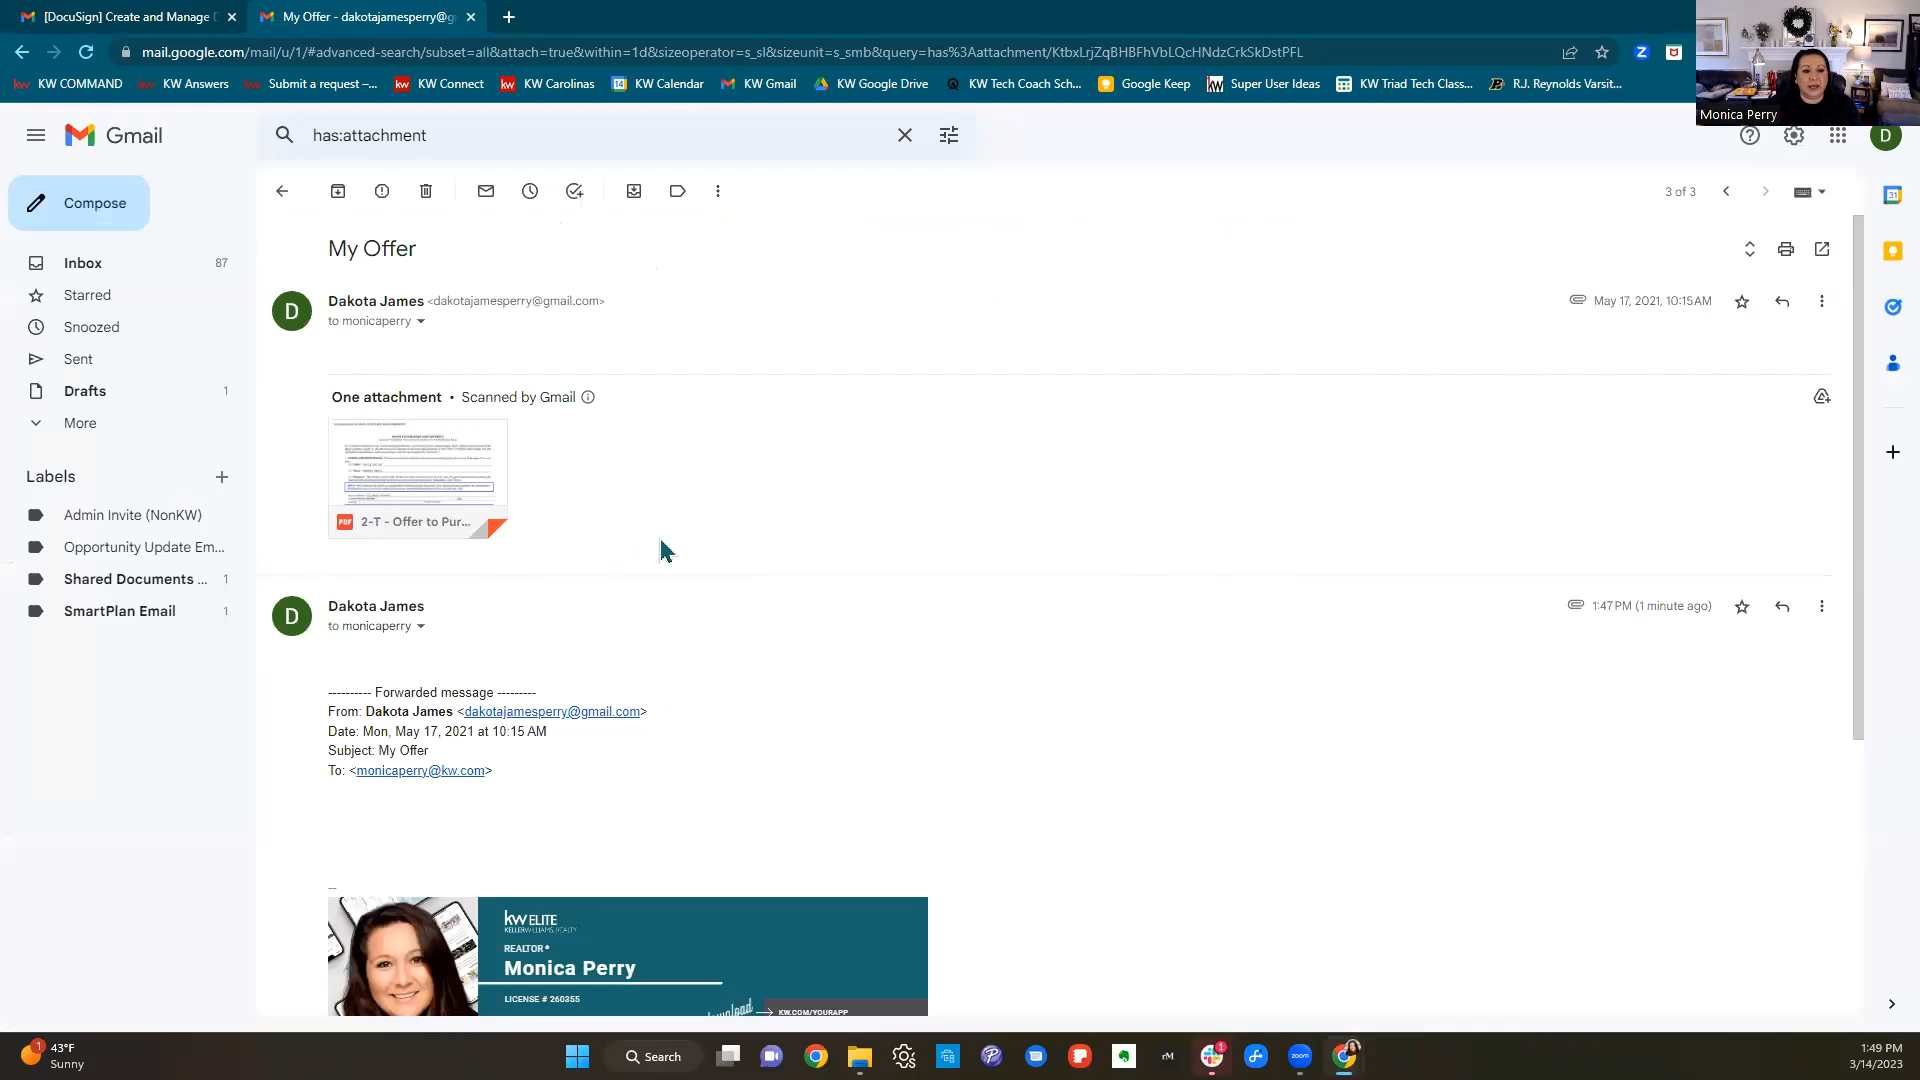 [DocuSign] Create and Manage D
My Offer - dakotajamesperry@g
mail.google.com/mail/u/1/#advanced-search/subset=all&attach=true&within=1d&sizeoperator=s_sl&sizeunit=s_smb&query=has%3Aattachment/KtbxLrjZqBHBFhVbLQcHNdzCrkSkDstPFL
KW COMMAND
KW Answers
Submit a request –...
KW Connect
KW Carolinas
KW Calendar
KW Gmail
KW Google Drive
KW Tech Coach Sch...
Google Keep
Super User Ideas
KW Triad Tech Class...
R.J. Reynolds Varsit...
Monica Perry
Gmail
has:attachment
D
Compose
3 of 3
Inbox 87
Starred
Snoozed
Sent
Drafts 1
More
Labels
Admin Invite (NonKW)
Opportunity Update Em...
Shared Documents ... 1
SmartPlan Email 1
My Offer
D
Dakota James <dakotajamesperry@gmail.com>
May 17, 2021, 10:15 AM
to monicaperry
One attachment • Scanned by Gmail
PDF 2-T - Offer to Pur...
D
Dakota James
1:47 PM (1 minute ago)
to monicaperry
---------- Forwarded message ---------
From: Dakota James <dakotajamesperry@gmail.com>
Date: Mon, May 17, 2021 at 10:15 AM
Subject: My Offer
To: <monicaperry@kw.com>
--
kw ELITE
KELLERWILLIAMS. REALTY
REALTOR®
Monica Perry
LICENSE # 260355
download
KW.COM/YOURAPP
43°F
Sunny
Search
zoom
1:49 PM
3/14/2023